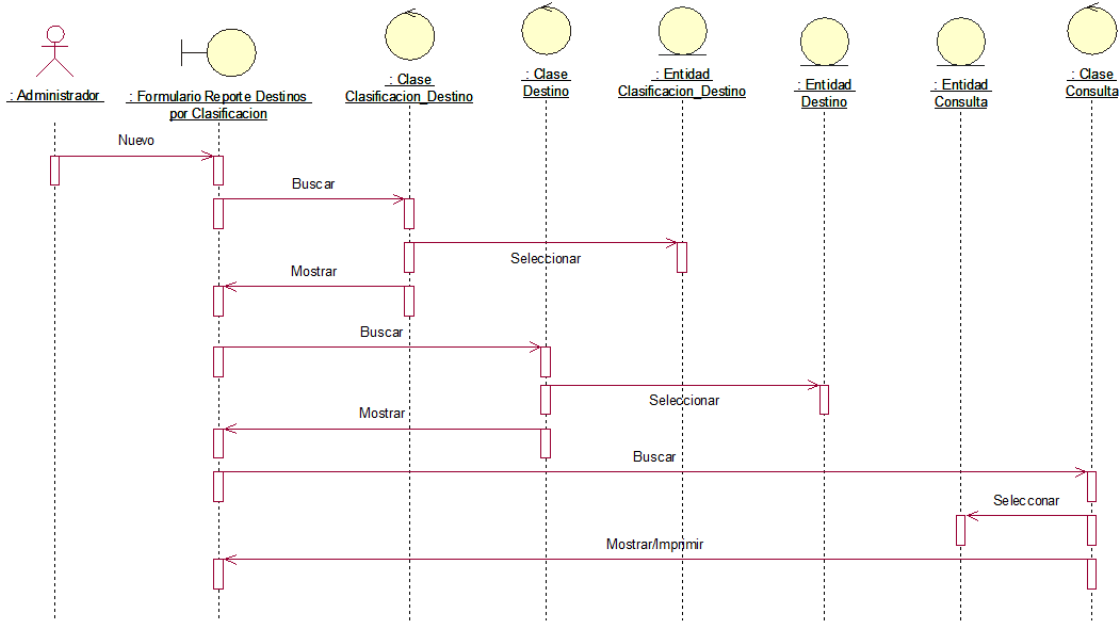 : Administrador
: Formulario Reporte Destinos
por Clasificacion
: Clase
Clasificacion_Destino
: Clase
Destino
: Entidad
Clasificacion_Destino
: Entidad
Destino
: Entidad
Consulta
: Clase
Consulta
Nuevo
Buscar
Seleccionar
Mostrar
Buscar
Seleccionar
Mostrar
Buscar
Selecconar
Mostrar/Imprimir